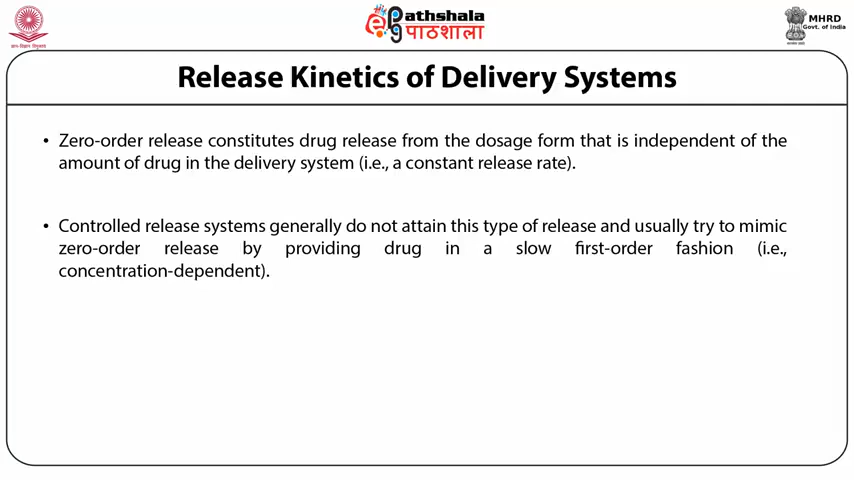 ePathshala
पाठशाला
MHRD
Govt. of India
Release Kinetics of Delivery Systems
• Zero-order release constitutes drug release from the dosage form that is independent of the
amount of drug in the delivery system (i.e., a constant release rate).
• Controlled release systems generally do not attain this type of release and usually try to mimic
zero-order release by providing drug in a slow first-order fashion (i.e.,
concentration-dependent).